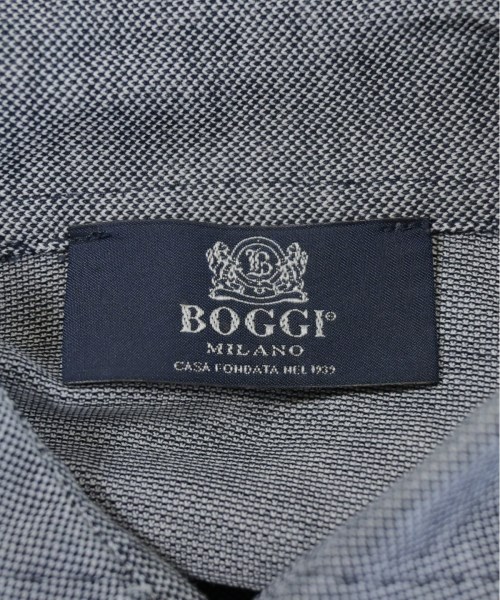 B
BOGGI®
MILANO
CASA FONDATA NEL 1939